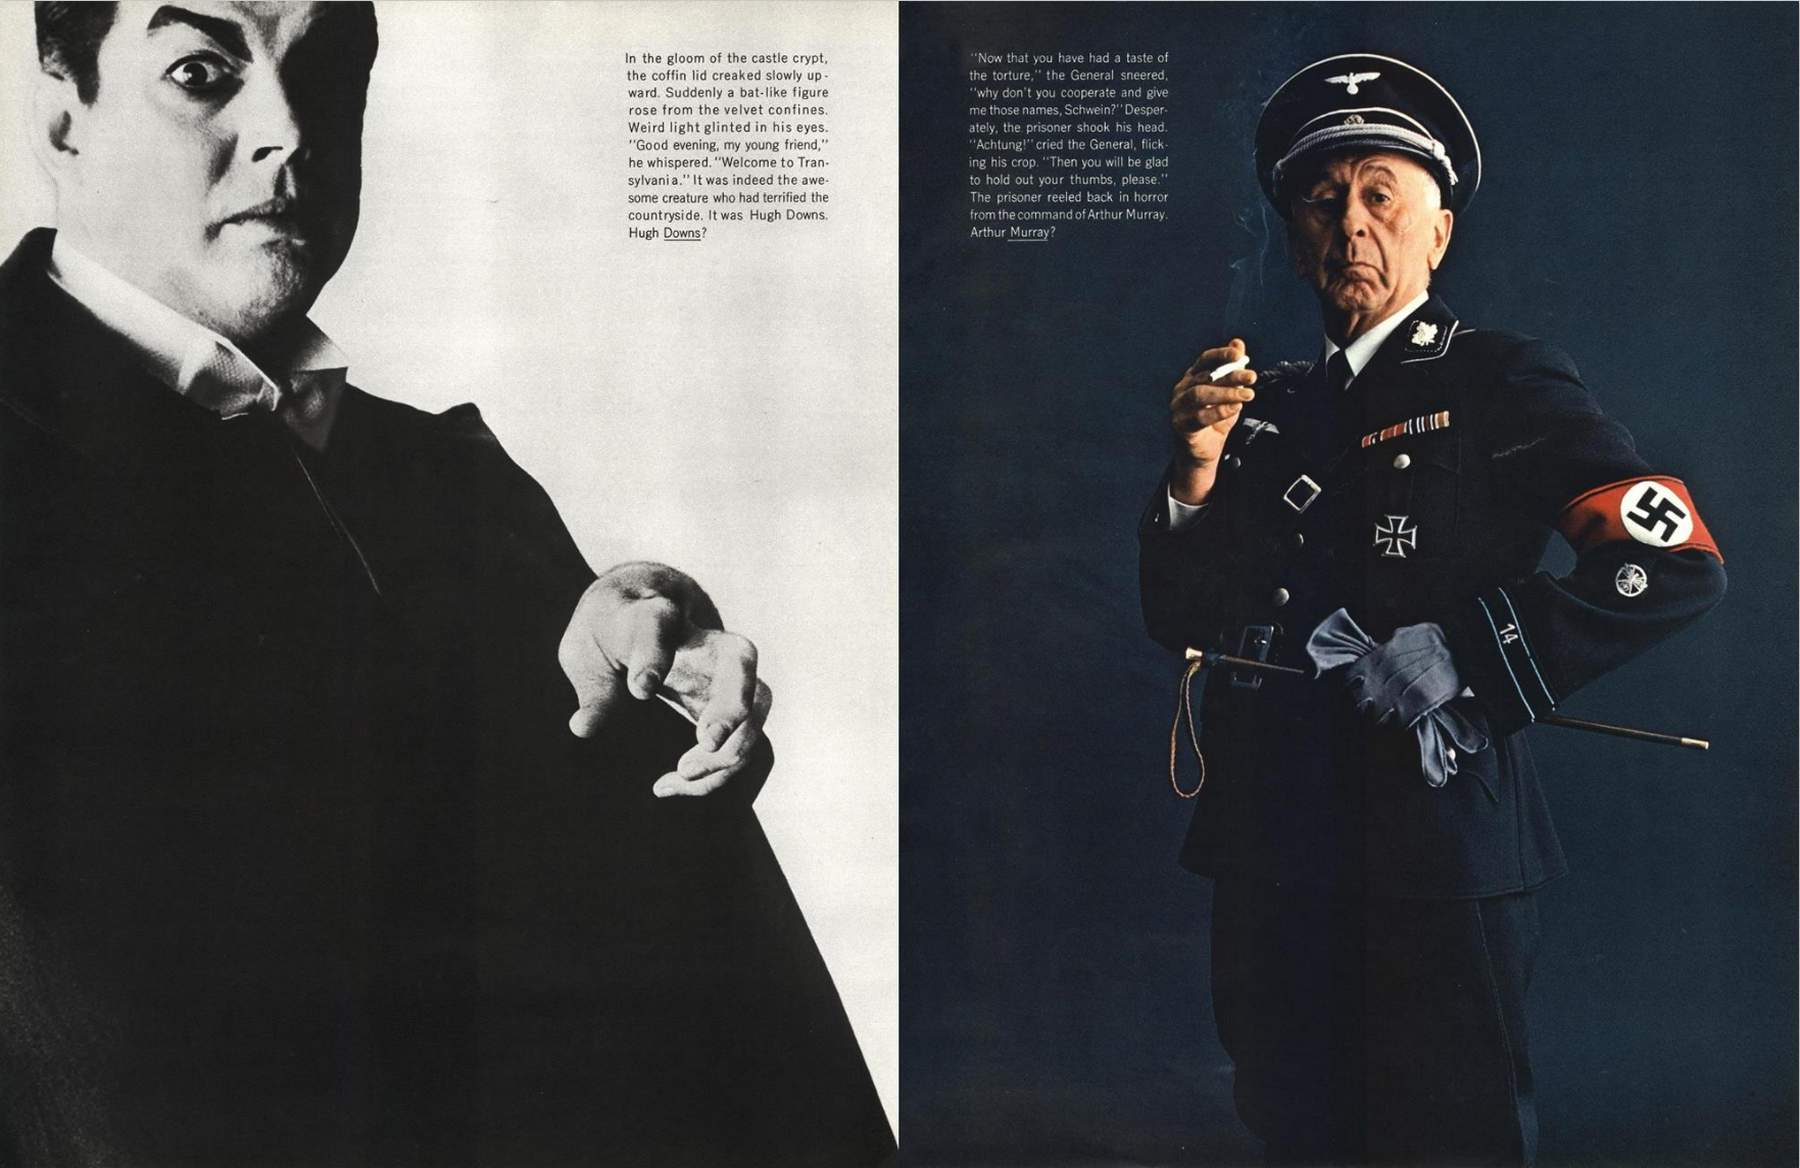 In the gloom of the castle crypt,
the coffin lid creaked slowly up-
ward. Suddenly a bat-like figure
rose from the velvet confines.
Weird light glinted in his eyes.
"Good evening, my young friend,"
he whispered. "Welcome to Tran-
sylvania." It was indeed the awe-
some creature who had terrified the
countryside. It was Hugh Downs.
Hugh Downs?
"Now that you have had a taste of
the torture," the General sneered,
"why don't you cooperate and give
me those names, Schwein?" Desper-
ately, the prisoner shook his head.
"Achtung!" cried the General, flick-
ing his crop. "Then you will be glad
to hold out your thumbs, please."
The prisoner reeled back in horror
from the command of Arthur Murray.
Arthur Murray?
14